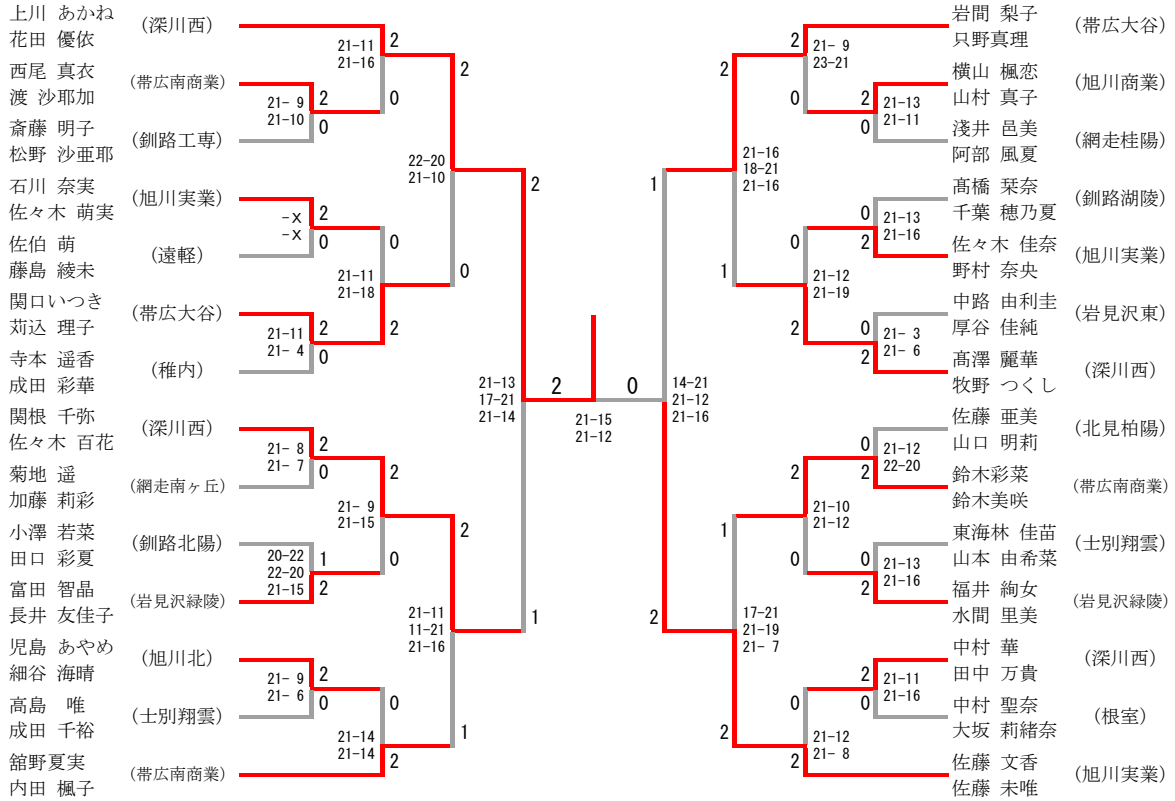 上川 あかね
花田 優依
(深川西)
西尾 真衣
渡 沙耶加
(帯広南商業)
斎藤 明子
松野 沙亜耶
(釧路工専)
石川 奈実
佐々木 萌実
(旭川実業)
佐伯 萌
藤島 綾未
(遠軽)
関口いつき
苅込 理子
(帯広大谷)
寺本 遥香
成田 彩華
(稚内)
関根 千弥
佐々木 百花
(深川西)
菊地 遥
加藤 莉彩
(網走南ヶ丘)
小澤 若菜
田口 彩夏
(釧路北陽)
富田 智晶
長井 友佳子
(岩見沢緑陵)
児島 あやめ
細谷 海晴
(旭川北)
高島 唯
成田 千裕
(士別翔雲)
舘野夏実
内田 楓子
(帯広南商業)
21-11
21-16
2
0
21- 9
21-10
2
0
-X
-X
2
0
21-11
21-18
0
2
21-11
21- 4
2
0
22-20
21-10
2
0
21- 8
21- 7
2
0
21- 9
21-15
2
0
20-22
22-20
21-15
1
2
21- 9
21- 6
2
0
21-14
21-14
0
2
21-11
11-21
21-16
2
1
21-13
17-21
21-14
2
1
2
0
21-15
21-12
14-21
21-12
21-16
1
2
21-16
18-21
21-16
2
1
21- 9
23-21
2
0
21-13
21-11
2
0
21-13
21-16
0
2
21-12
21-19
0
2
21- 3
21- 6
0
2
21-12
22-20
0
2
21-10
21-12
2
0
21-13
21-16
0
2
17-21
21-19
21- 7
1
2
21-11
21-16
2
0
21-12
21- 8
0
2
岩間 梨子
只野真理
(帯広大谷)
横山 楓恋
山村 真子
(旭川商業)
淺井 邑美
阿部 風夏
(網走桂陽)
髙橋 栞奈
千葉 穂乃夏
(釧路湖陵)
佐々木 佳奈
野村 奈央
(旭川実業)
中路 由利圭
厚谷 佳純
(岩見沢東)
髙澤 麗華
牧野 つくし
(深川西)
佐藤 亜美
山口 明莉
(北見柏陽)
鈴木彩菜
鈴木美咲
(帯広南商業)
東海林 佳苗
山本 由希菜
(士別翔雲)
福井 絢女
水間 里美
(岩見沢緑陵)
中村 華
田中 万貴
(深川西)
中村 聖奈
大坂 莉緒奈
(根室)
佐藤 文香
佐藤 未唯
(旭川実業)